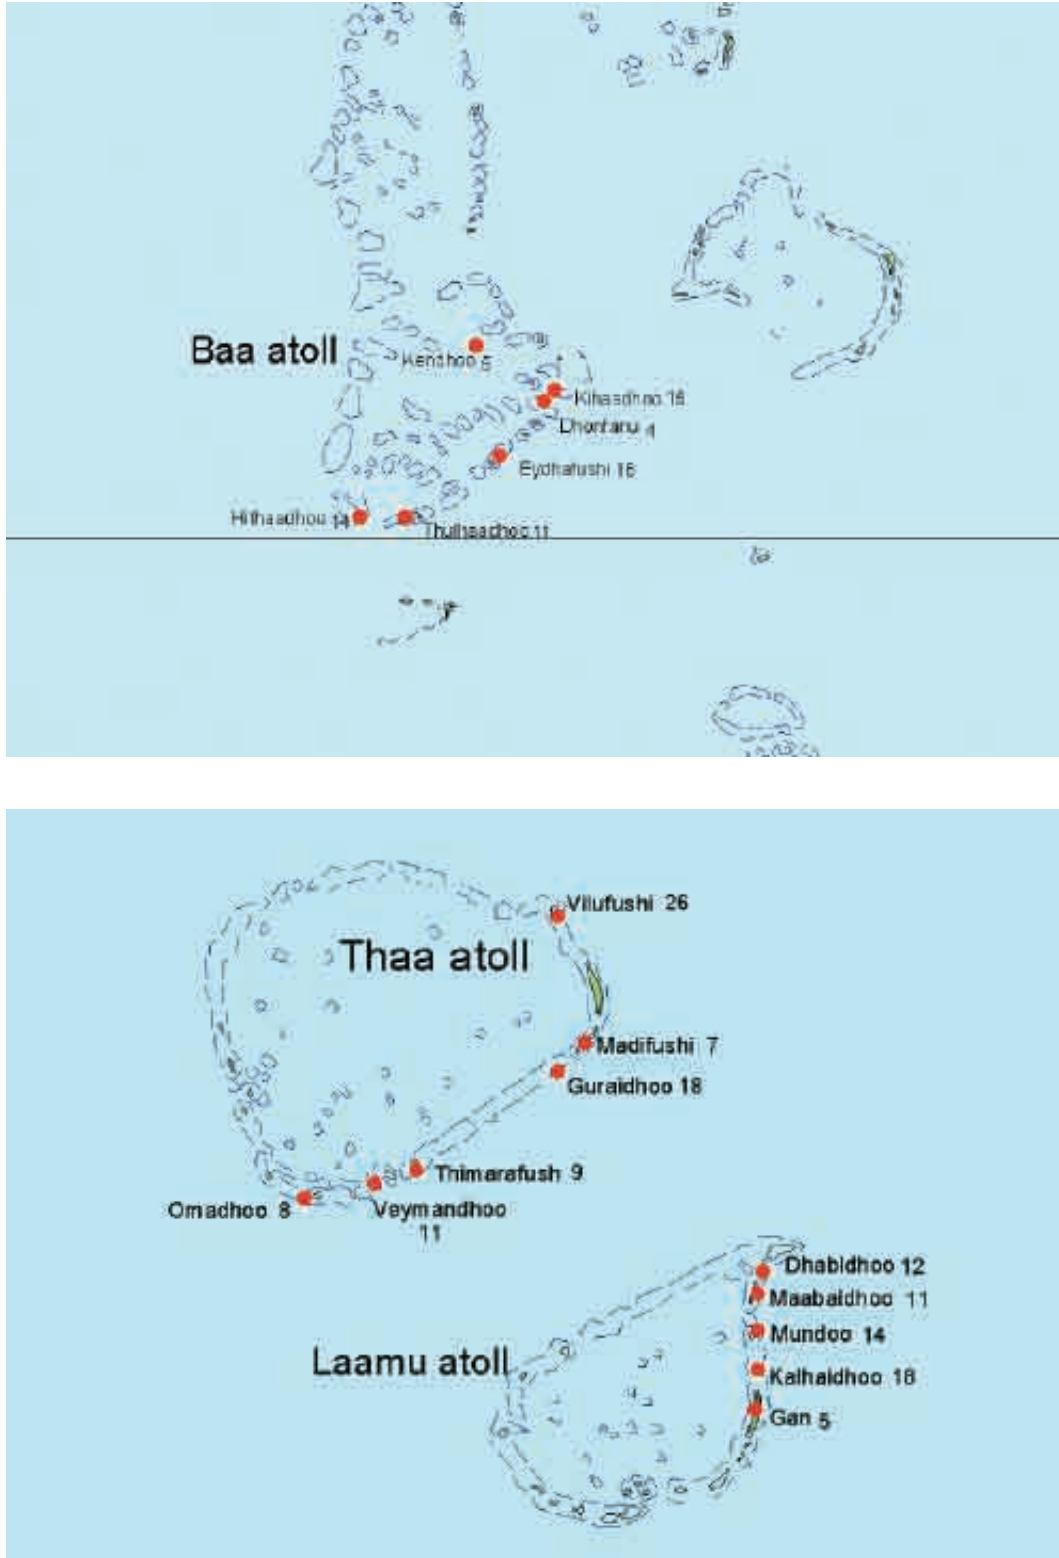 Baa atoll
Kendhoo 5
Kihaadhoo 15
Dhonfanu 4
Eydhafushi 16
Hithaadhoo 14
Thulhaadhoo 11
Vilufushi 26
Thaa atoll
Madifushi 7
Guraidhoo 18
Thimarafush 9
Omadhoo 8
Veymandhoo
11
Dhabidhoo 12
Maabaidhoo 11
Mundoo 14
Laamu atoll
Kalhaidhoo 18
Gan 5